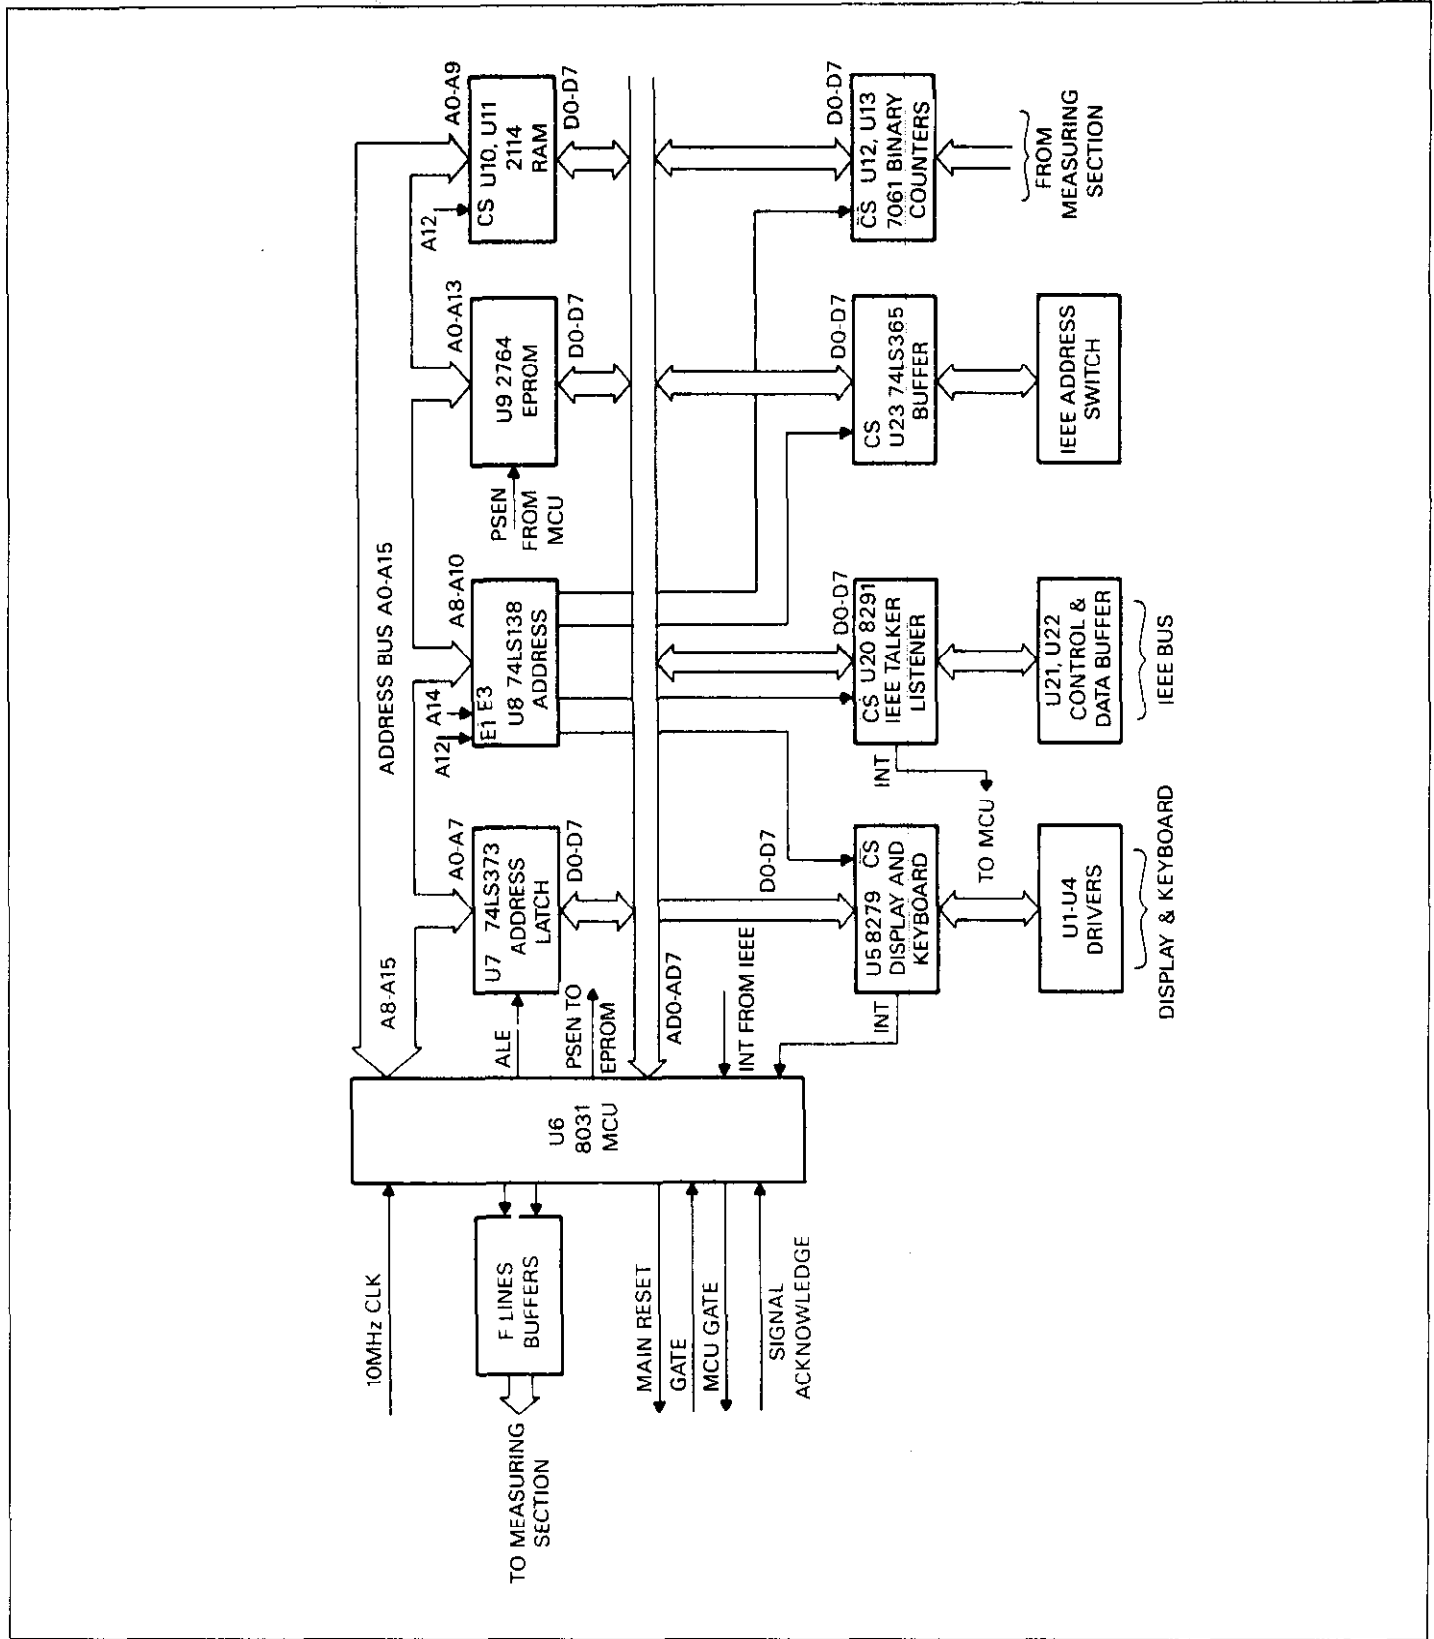 10MHz CLK
TO MEASURING
SECTION
F LINES
BUFFERS
MAIN RESET
GATE
MCU GATE
SIGNAL
ACKNOWLEDGE
U6
8031
MCU
ADDRESS BUS A0-A15
A8-A15
ALE
PSEN TO
EPROM
AD0-AD7
INT FROM IEEE
INT
A0-A7
U7 74LS373
ADDRESS
LATCH
D0-D7
A12
A14
A8-A10
E1 E3
U8 74LS138
ADDRESS
A0-A13
U9 2764
EPROM
PSEN
FROM
MCU
D0-D7
A12
A0-A9
CS U10, U11
2114
RAM
D0-D7
D0-D7
CS
U5 8279
DISPLAY AND
KEYBOARD
U1-U4
DRIVERS
DISPLAY & KEYBOARD
D0-D7
CS U20 8291
IEEE TALKER
LISTENER
INT
TO MCU
U21, U22
CONTROL &
DATA BUFFER
IEEE BUS
D0-D7
CS
U23 74LS365
BUFFER
IEEE ADDRESS
SWITCH
D0-D7
CS U12, U13
7061 BINARY
COUNTERS
FROM
MEASURING
SECTION